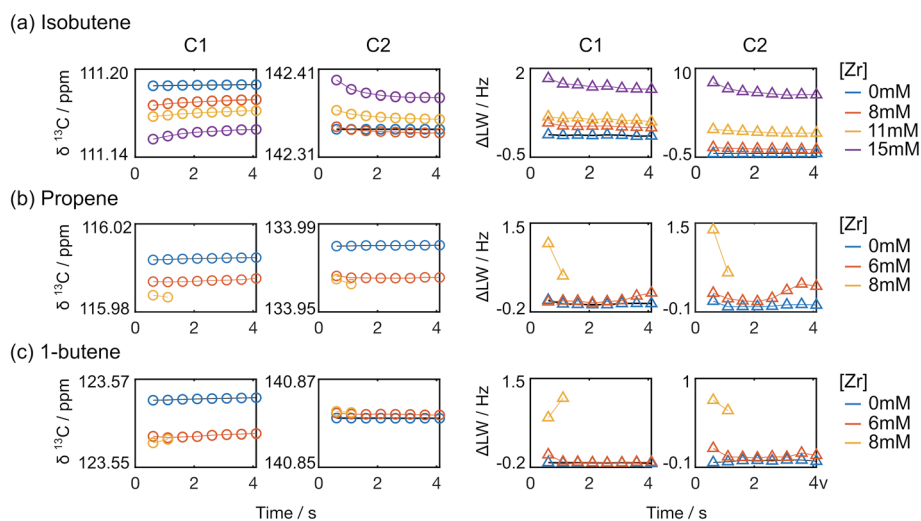 (a) Isobutene
C1 C2 C1 C2
δ ¹³C / ppm 111.20 111.14 0 2 4
142.41 142.31 0 2 4
ΔLW / Hz 2 -0.5 0 2 4
10 -0.5 0 2 4
[Zr]
0mM
8mM
11mM
15mM
(b) Propene
δ ¹³C / ppm 116.02 115.98 0 2 4
133.99 133.95 0 2 4
ΔLW / Hz 1.5 -0.2 0 2 4
1.5 -0.1 0 2 4
[Zr]
0mM
6mM
8mM
(c) 1-butene
δ ¹³C / ppm 123.57 123.55 0 2 4
140.87 140.85 0 2 4
ΔLW / Hz 1.5 -0.2 0 2 4
1 -0.1 0 2 4v
[Zr]
0mM
6mM
8mM
Time / s Time / s